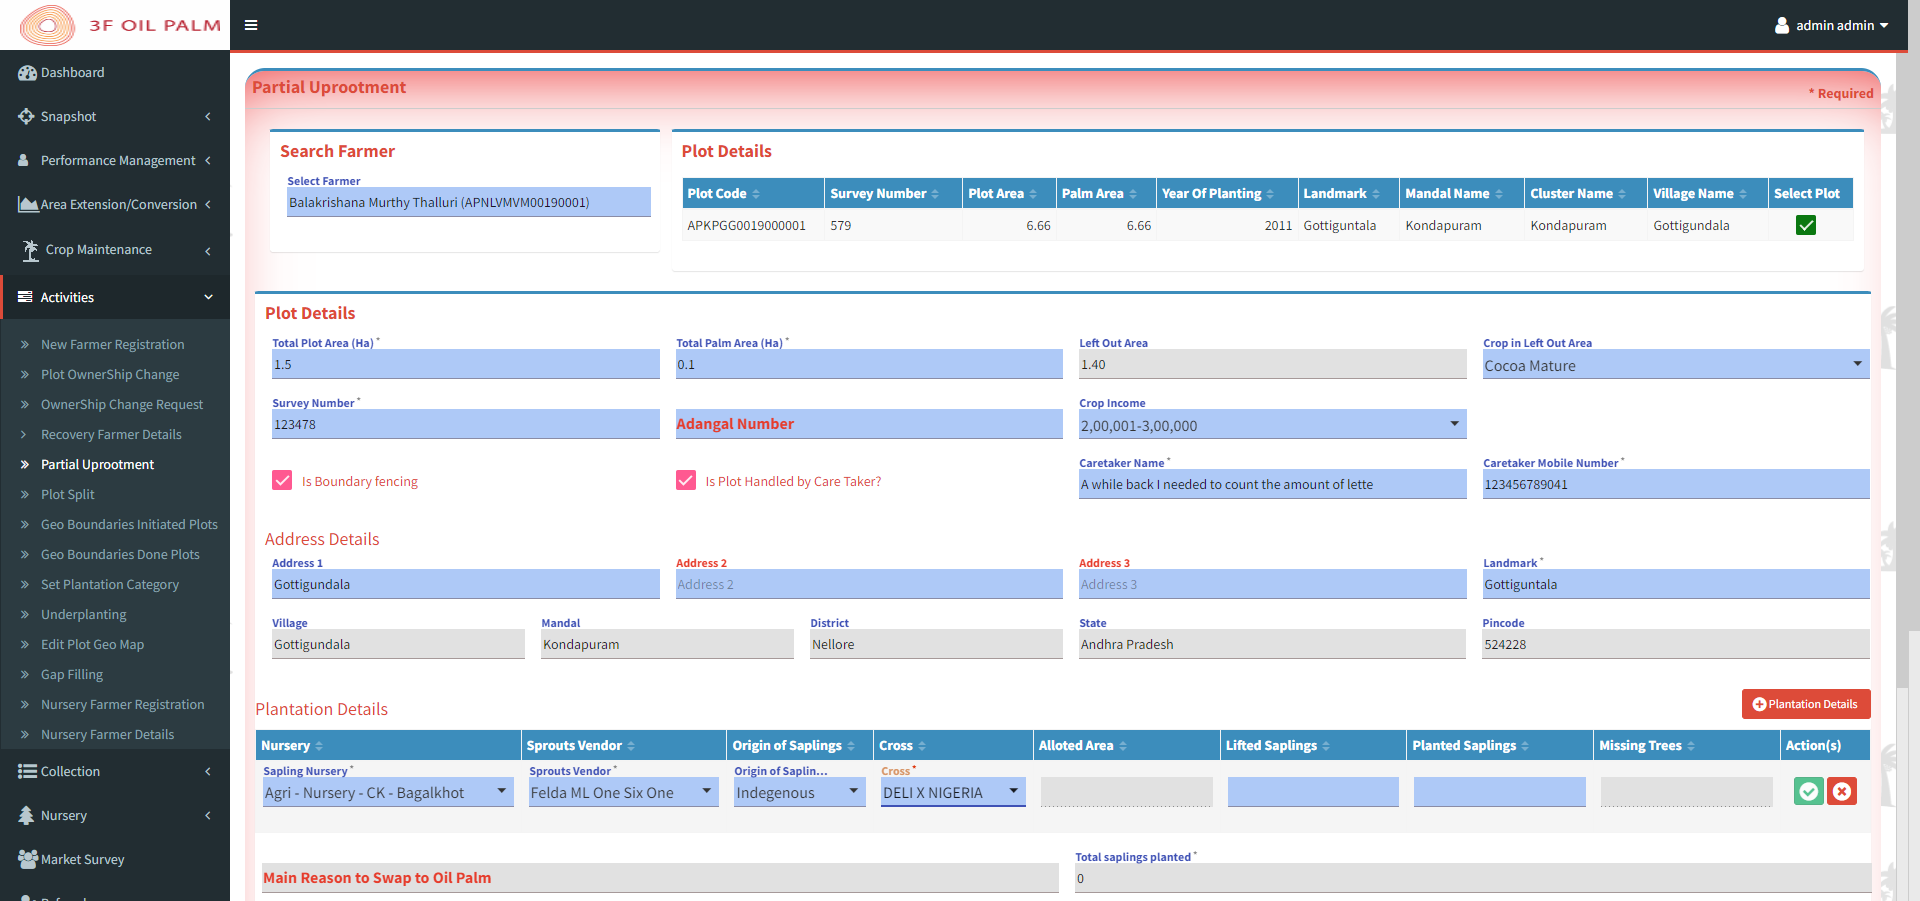 3F OIL PALM
admin admin
Dashboard
Snapshot
Performance Management
Area Extension/Conversion
Crop Maintenance
Activities
New Farmer Registration
Plot OwnerShip Change
OwnerShip Change Request
Recovery Farmer Details
Partial Uprootment
Plot Split
Geo Boundaries Initiated Plots
Geo Boundaries Done Plots
Set Plantation Category
Underplanting
Edit Plot Geo Map
Gap Filling
Nursery Farmer Registration
Nursery Farmer Details
Collection
Nursery
Market Survey
Partial Uprootment
* Required
Search Farmer
Select Farmer
Balakrishana Murthy Thalluri (APNLVMVM00190001)
Plot Details
Plot Code Survey Number Plot Area Palm Area Year Of Planting Landmark Mandal Name Cluster Name Village Name Select Plot
APKPGG0019000001 579 6.66 6.66 2011 Gottiguntala Kondapuram Kondapuram Gottigundala
Plot Details
Total Plot Area (Ha) * Total Palm Area (Ha) * Left Out Area Crop in Left Out Area
1.5 0.1 1.40 Cocoa Mature
Survey Number * Crop Income
123478 Adangal Number 2,00,001-3,00,000
Caretaker Name * Caretaker Mobile Number *
Is Boundary fencing Is Plot Handled by Care Taker? A while back I needed to count the amount of lette 123456789041
Address Details
Address 1 Address 2 Address 3 Landmark *
Gottigundala Address 2 Address 3 Gottiguntala
Village Mandal District State Pincode
Gottigundala Kondapuram Nellore Andhra Pradesh 524228
Plantation Details
Plantation Details
Nursery Sprouts Vendor Origin of Saplings Cross Alloted Area Lifted Saplings Planted Saplings Missing Trees Action(s)
Sapling Nursery * Sprouts Vendor * Origin of Saplin... Cross *
Agri - Nursery - CK - Bagalkhot Felda ML One Six One Indegenous DELI X NIGERIA
Total saplings planted *
Main Reason to Swap to Oil Palm 0